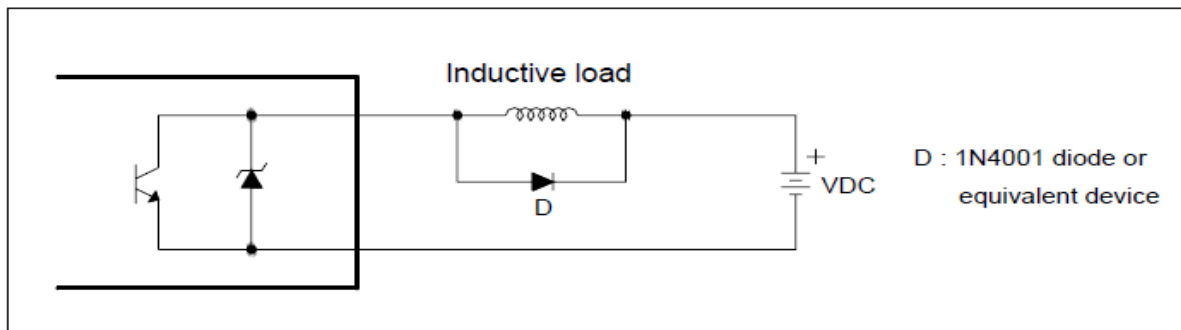 Inductive load
D
+
VDC
D : 1N4001 diode or
equivalent device